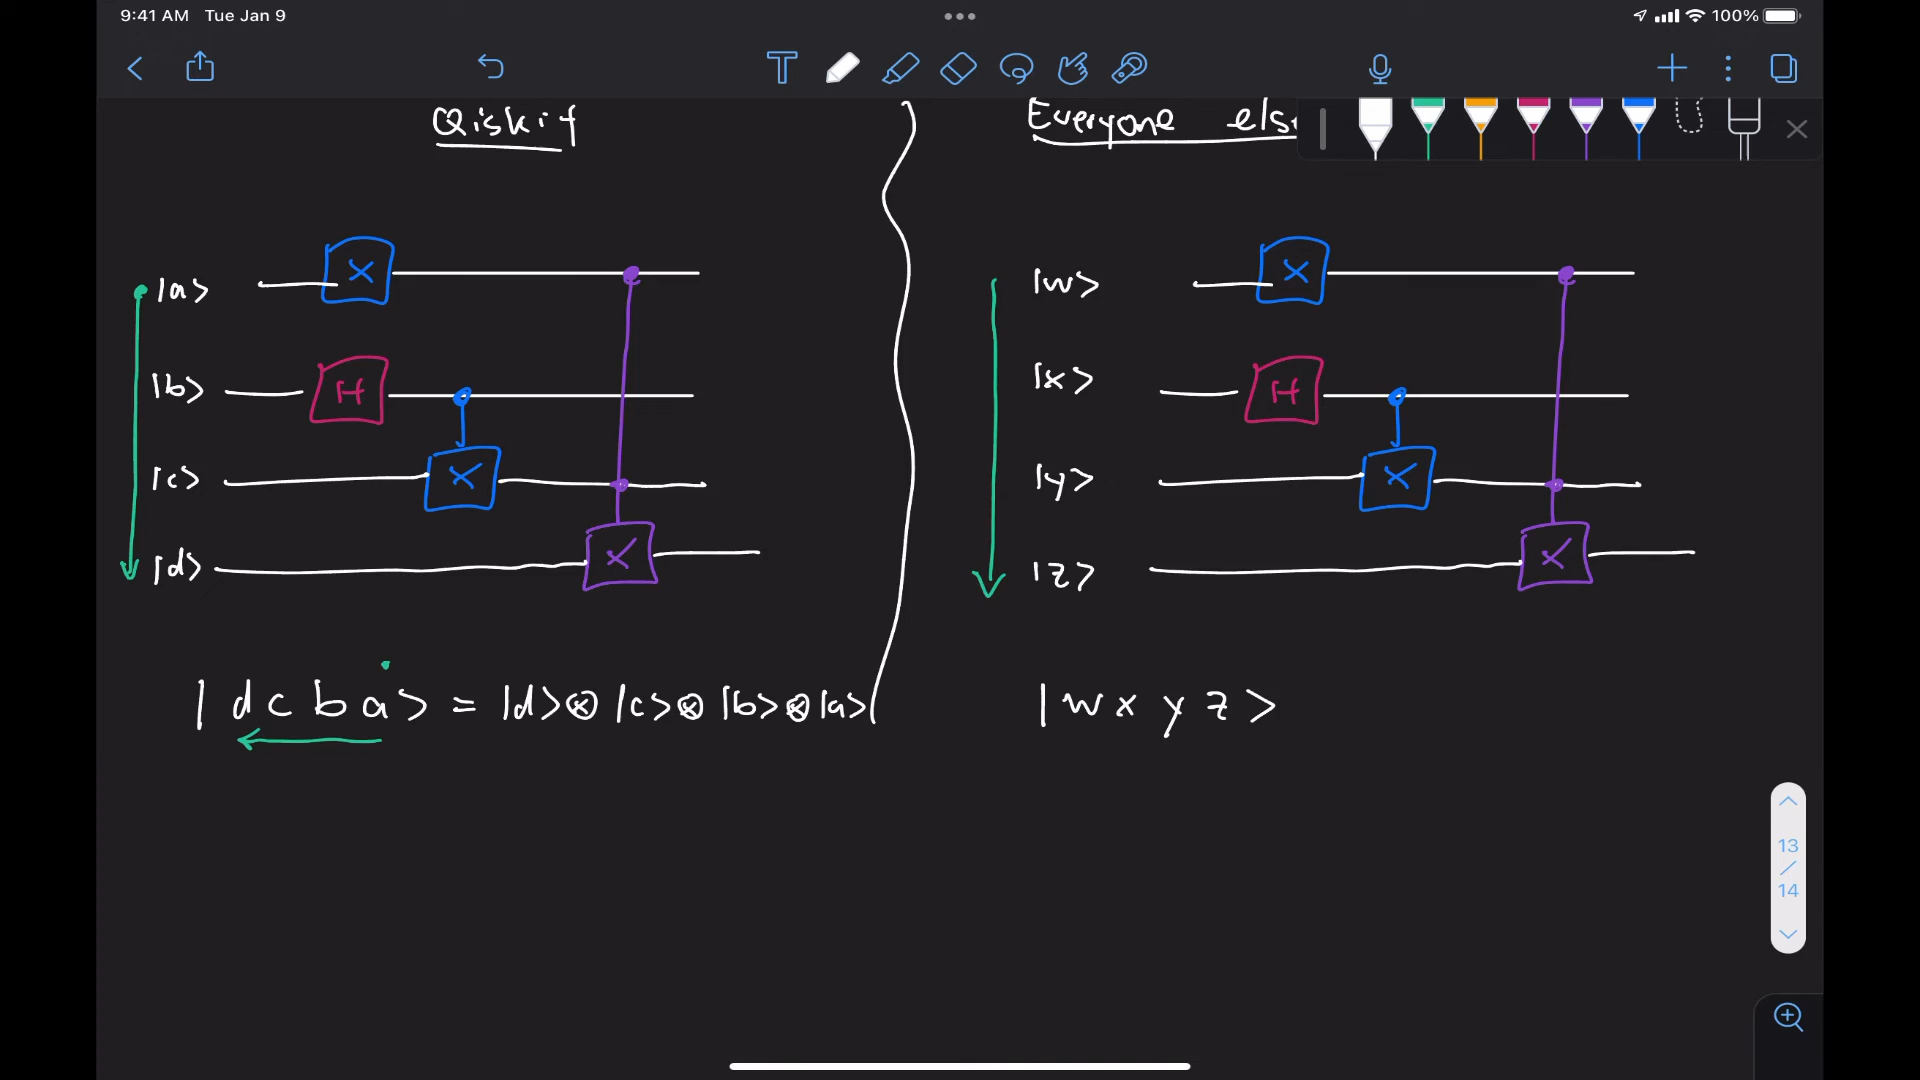 9:41 AM Tue Jan 9
100%
Qiskit
Everyone else
|a> X
|b> H
|c> X
|d> X
|w> X
|x> H
|y> X
|z> X
|d c b a> = |d>⊗|c>⊗|b>⊗|a>
|w x y z>
13
/
14